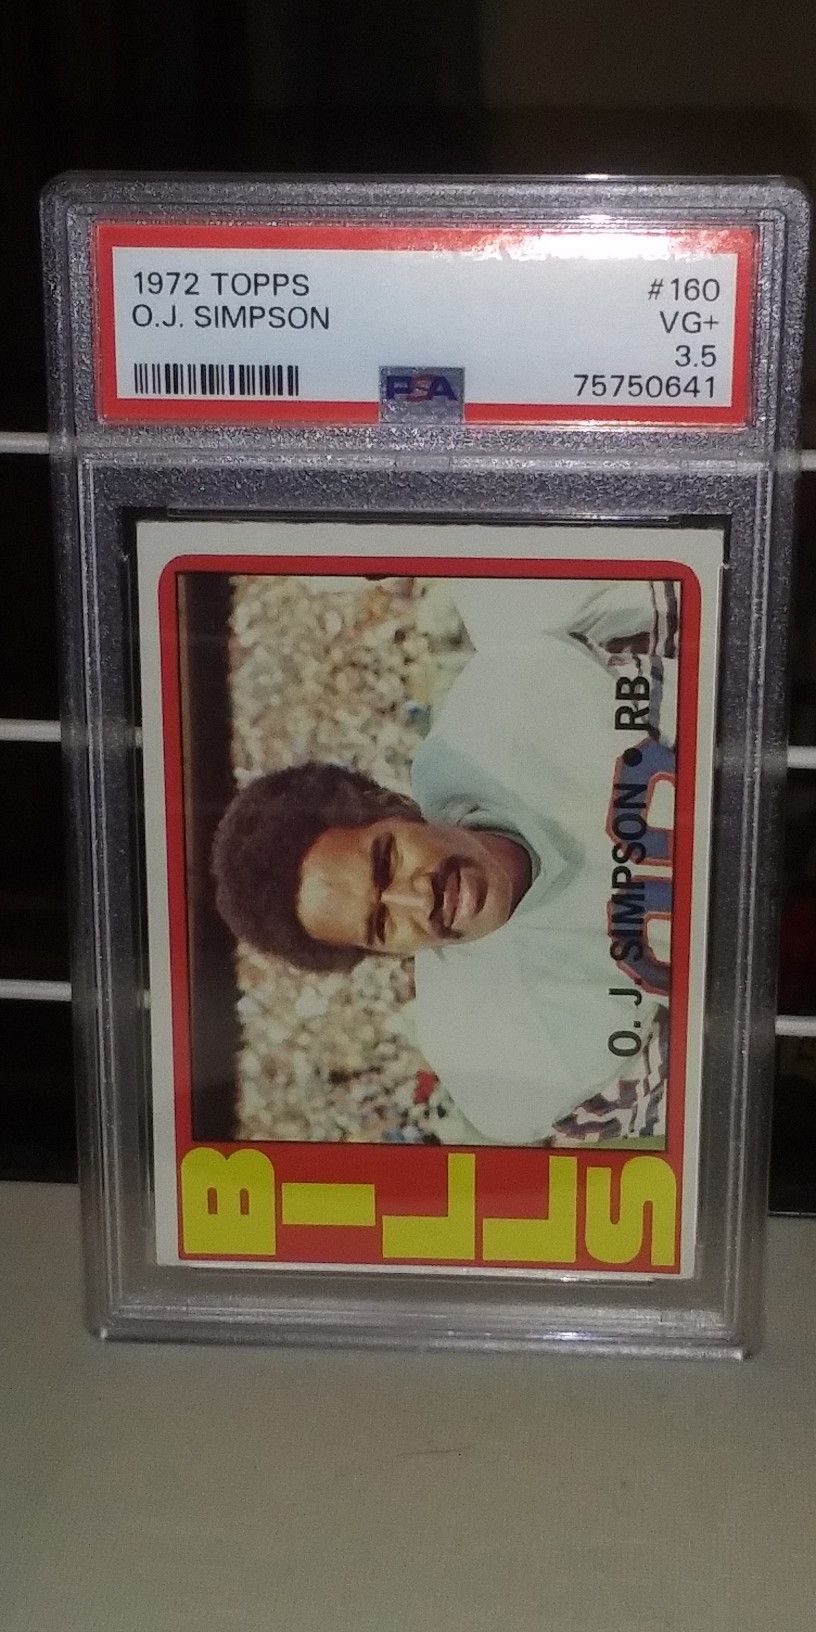 1972 TOPPS #160
O.J. SIMPSON VG+
3.5
PSA 75750641
O. J. SIMPSON • RB
BILLS